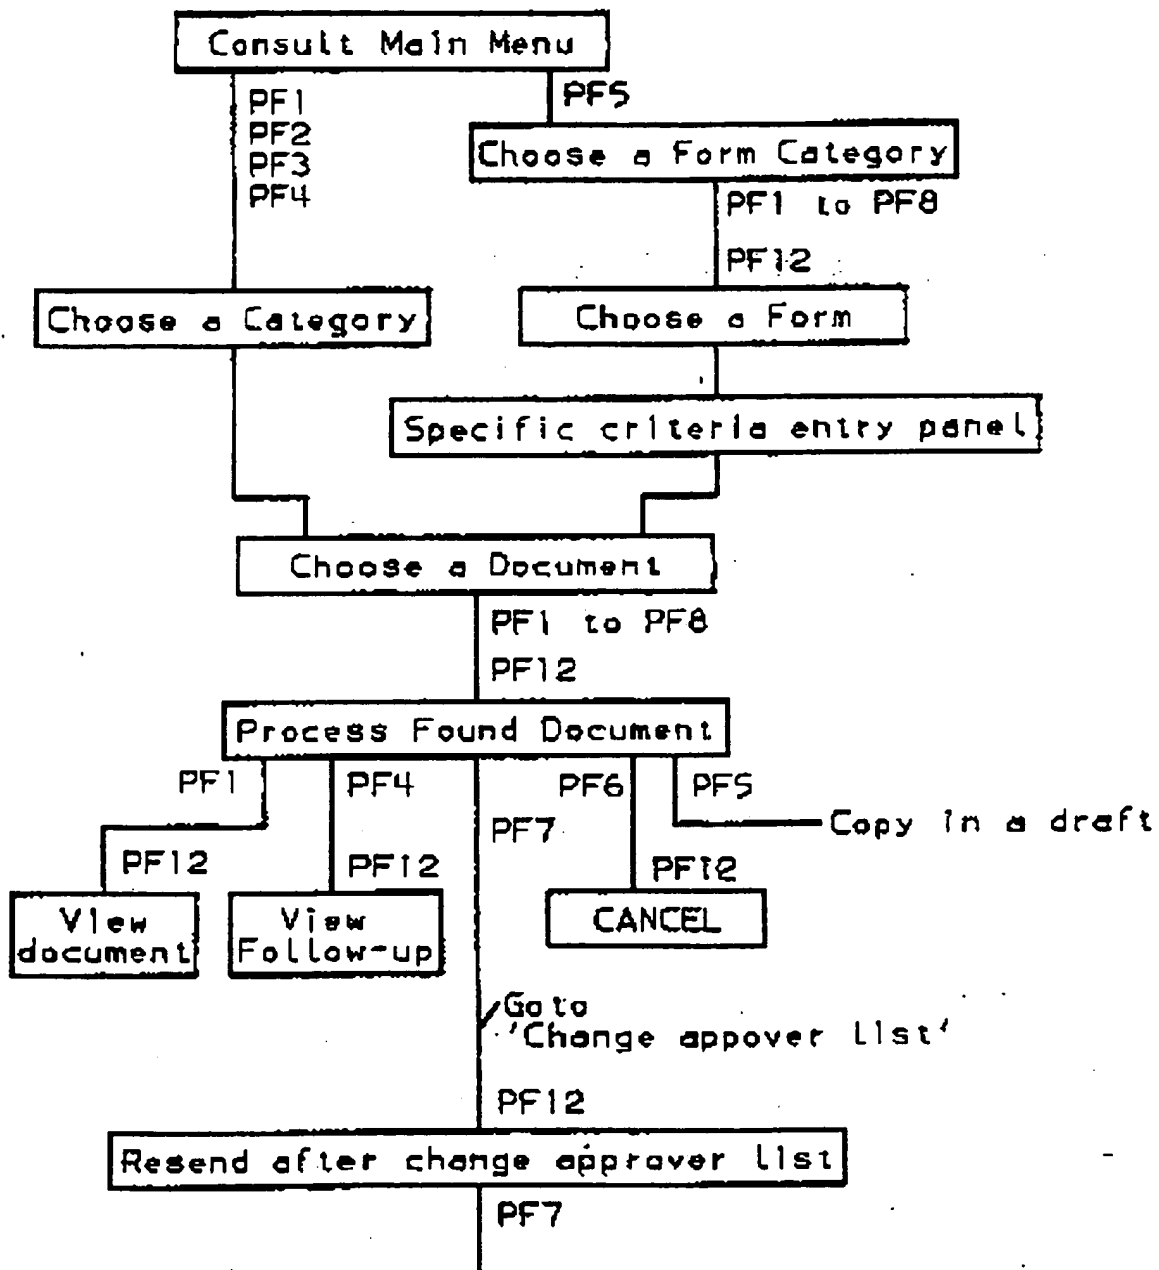 Consult Main Menu
PF1
PF2
PF3
PF4
PF5
Choose a Form Category
PF1 to PF8
PF12
Choose a Category
Choose a Form
Specific criteria entry panel
Choose a Document
PF1 to PF8
PF12
Process Found Document
PF1
PF4
PF6
PF5
PF7
Copy in a draft
PF12
PF12
PF12
View
document
View
Follow-up
CANCEL
Go to
'Change appover list'
PF12
Resend after change approver list
PF7